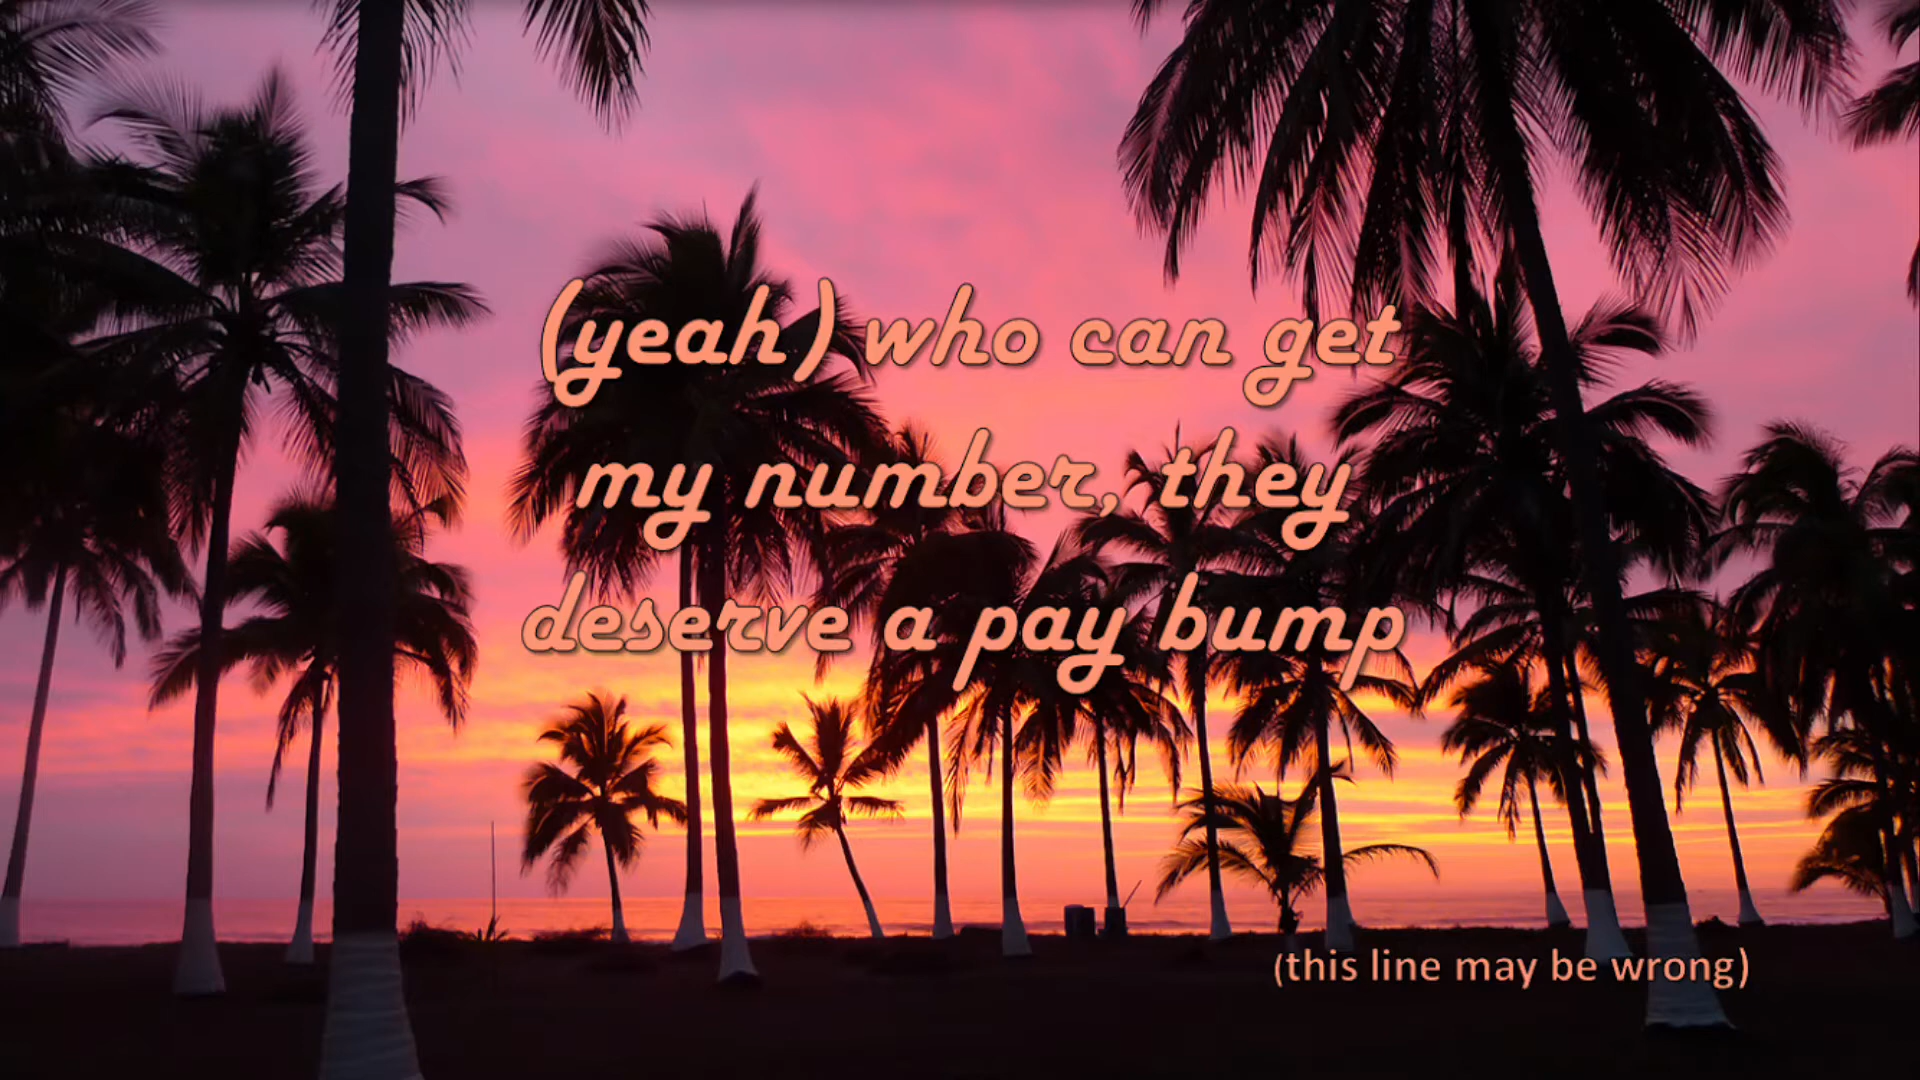 (yeah) who can get
my number, they
deserve a pay bump
(this line may be wrong)